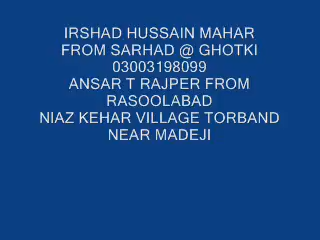 IRSHAD HUSSAIN MAHAR
FROM SARHAD @ GHOTKI
03003198099
ANSAR T RAJPER FROM
RASOOLABAD
NIAZ KEHAR VILLAGE TORBAND
NEAR MADEJI